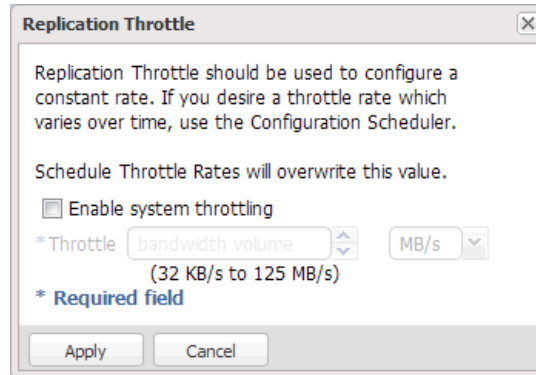 Replication Throttle
Replication Throttle should be used to configure a
constant rate. If you desire a throttle rate which
varies over time, use the Configuration Scheduler.
Schedule Throttle Rates will overwrite this value.
Enable system throttling
*Throttle bandwidth volume MB/s
(32 KB/s to 125 MB/s)
* Required field
Apply Cancel